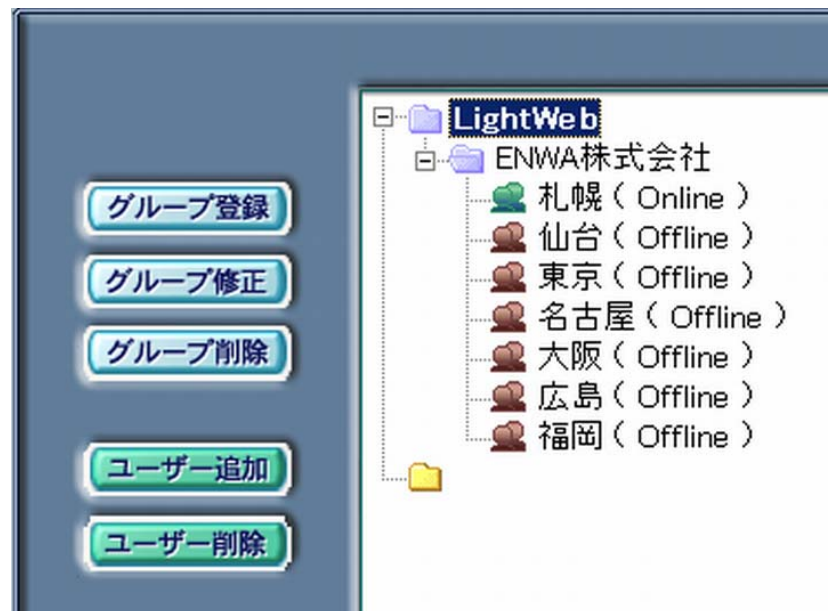 グループ登録
グループ修正
グループ削除
ユーザー追加
ユーザー削除
LightWeb
ENWA株式会社
札幌 ( Online )
仙台 ( Offline )
東京 ( Offline )
名古屋 ( Offline )
大阪 ( Offline )
広島 ( Offline )
福岡 ( Offline )